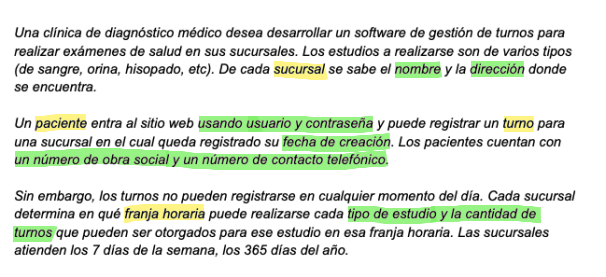 Una clínica de diagnóstico médico desea desarrollar un software de gestión de turnos para
realizar exámenes de salud en sus sucursales. Los estudios a realizarse son de varios tipos
(de sangre, orina, hisopado, etc). De cada sucursal se sabe el nombre y la dirección donde
se encuentra.
Un paciente entra al sitio web usando usuario y contraseña y puede registrar un turno para
una sucursal en el cual queda registrado su fecha de creación. Los pacientes cuentan con
un número de obra social y un número de contacto telefónico.
Sin embargo, los turnos no pueden registrarse en cualquier momento del día. Cada sucursal
determina en qué franja horaria puede realizarse cada tipo de estudio y la cantidad de
turnos que pueden ser otorgados para ese estudio en esa franja horaria. Las sucursales
atienden los 7 días de la semana, los 365 días del año.